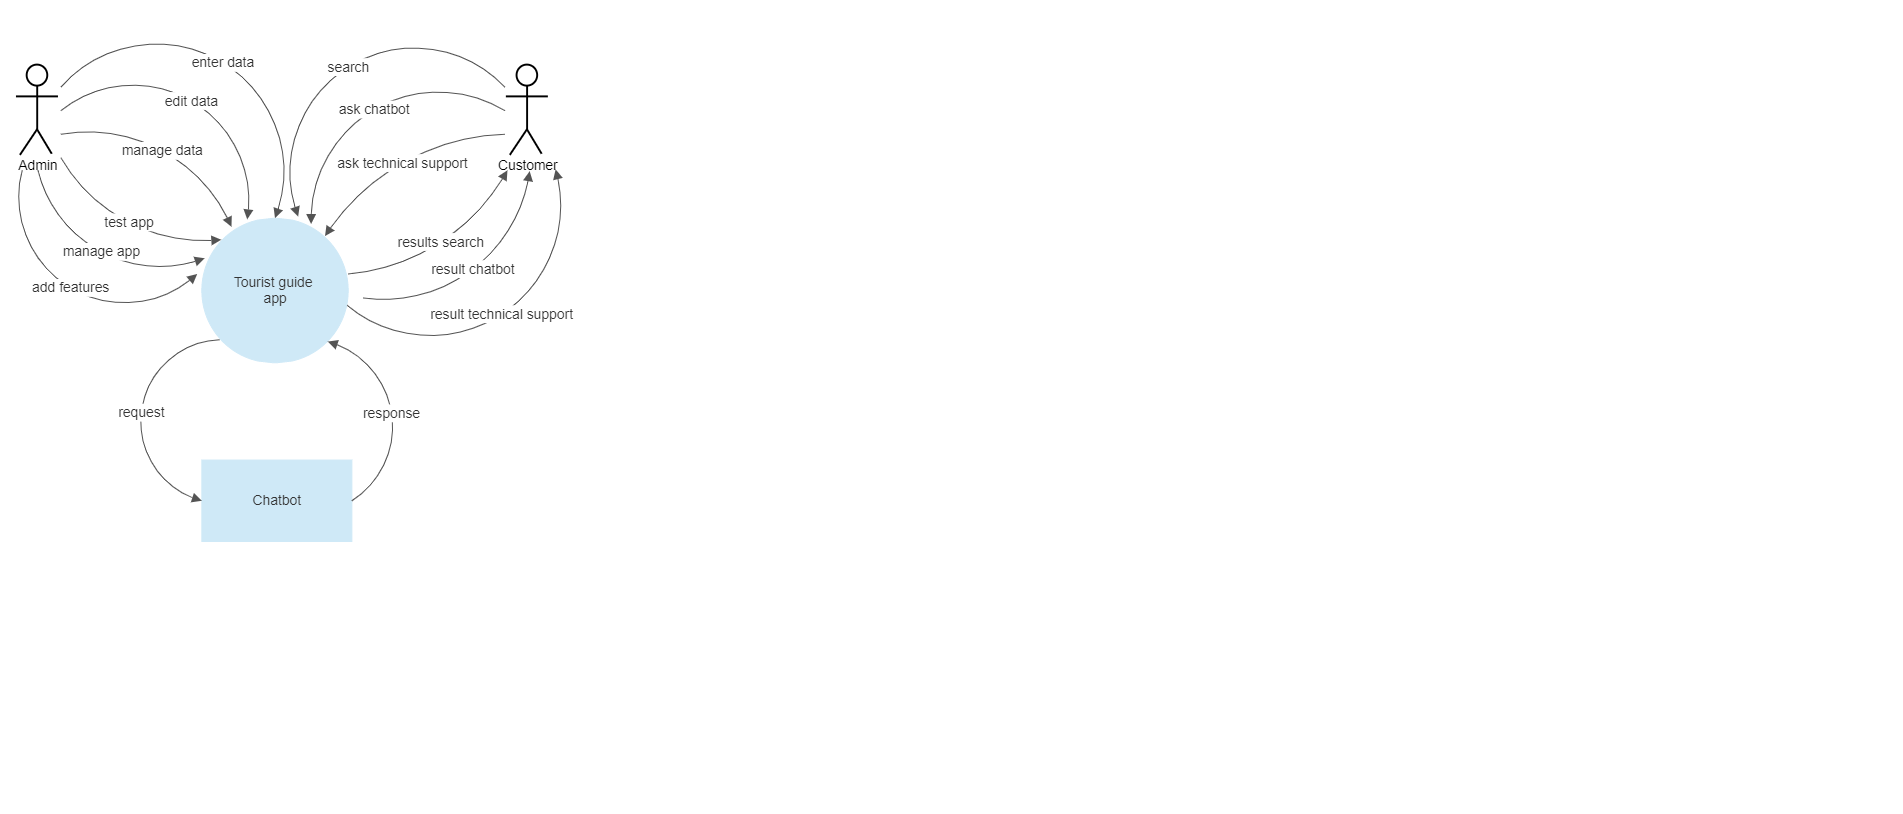 enter data
search
edit data
ask chatbot
manage data
ask technical support
Admin
Customer
test app
results search
manage app
result chatbot
add features
Tourist guide
app
result technical support
request
response
Chatbot